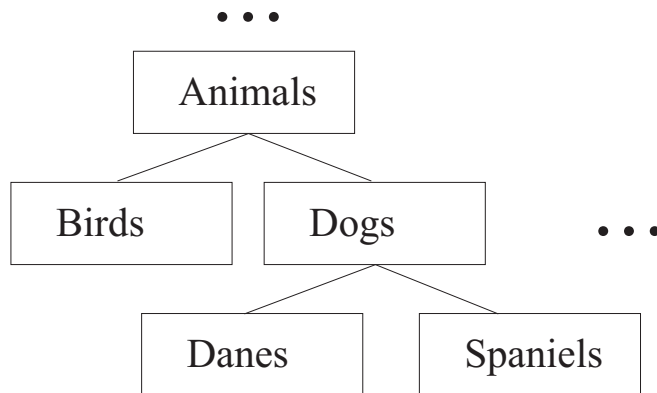 • • •
Animals
Birds
Dogs
• • •
Danes
Spaniels